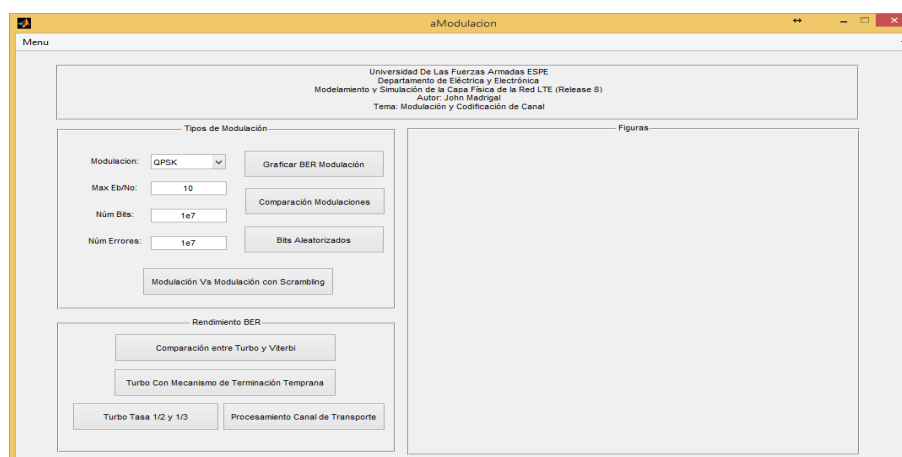 aModulacion
Menu
Universidad De Las Fuerzas Armadas ESPE
Departamento de Eléctrica y Electrónica
Modelamiento y Simulación de la Capa Física de la Red LTE (Release 8)
Autor: John Madrigal
Tema: Modulación y Codificación de Canal
Tipos de Modulación
Modulacion: QPSK
Graficar BER Modulación
Max Eb/No: 10
Comparación Modulaciones
Núm Bits: 1e7
Núm Errores: 1e7
Bits Aleatorizados
Modulación Vs Modulación con Scrambling
Rendimiento BER
Comparación entre Turbo y Viterbi
Turbo Con Mecanismo de Terminación Temprana
Turbo Tasa 1/2 y 1/3
Procesamiento Canal de Transporte
Figuras